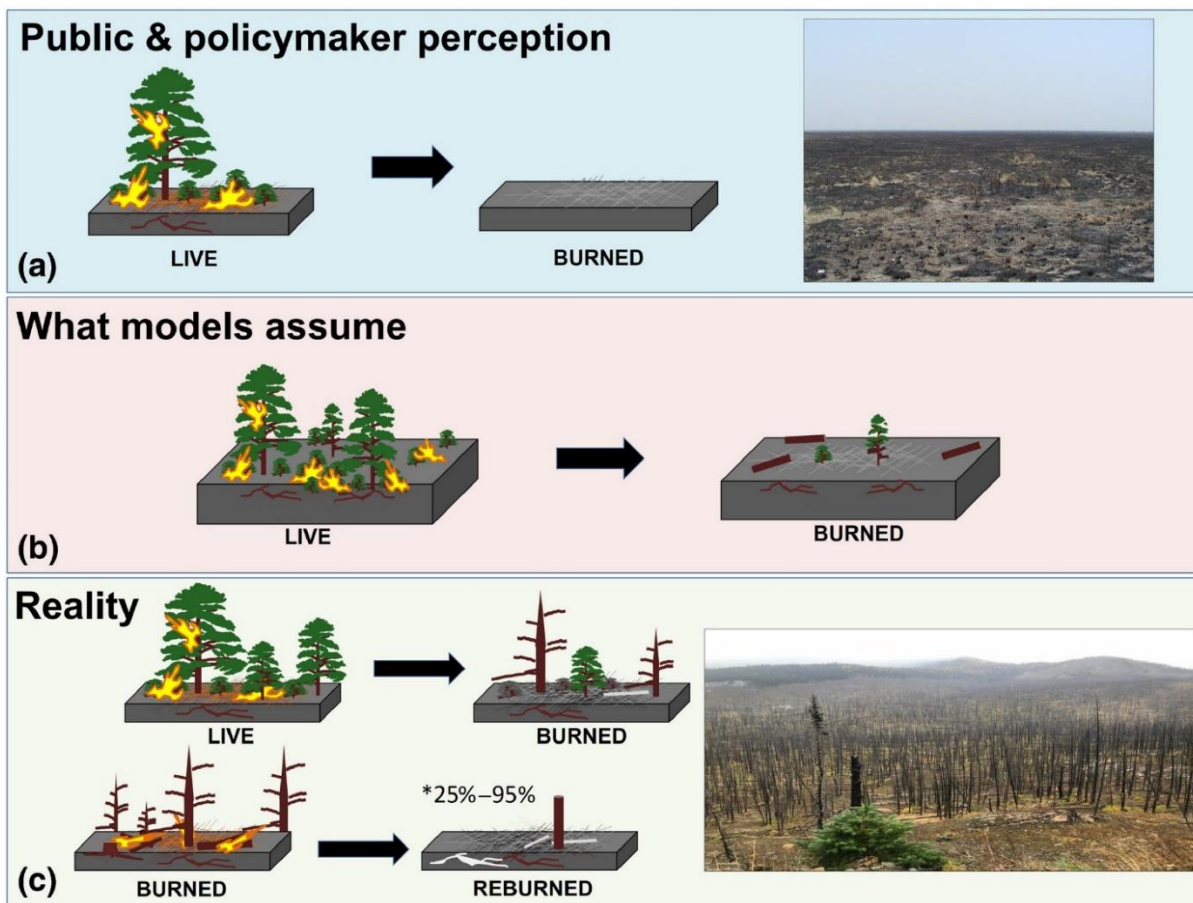 Public & policymaker perception
LIVE
BURNED
(a)
What models assume
LIVE
BURNED
(b)
Reality
LIVE
BURNED
*25%–95%
BURNED
REBURNED
(c)